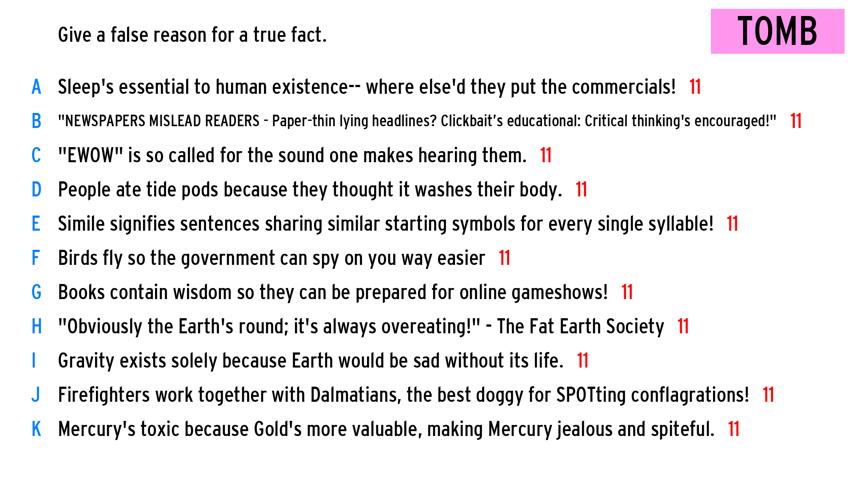 Give a false reason for a true fact.
TOMB
A Sleep's essential to human existence-- where else'd they put the commercials! 11
B "NEWSPAPERS MISLEAD READERS - Paper-thin lying headlines? Clickbait's educational: Critical thinking's encouraged!" 11
C "EWOW" is so called for the sound one makes hearing them. 11
D People ate tide pods because they thought it washes their body. 11
E Simile signifies sentences sharing similar starting symbols for every single syllable! 11
F Birds fly so the government can spy on you way easier 11
G Books contain wisdom so they can be prepared for online gameshows! 11
H "Obviously the Earth's round; it's always overeating!" - The Fat Earth Society 11
I Gravity exists solely because Earth would be sad without its life. 11
J Firefighters work together with Dalmatians, the best doggy for SPOTting conflagrations! 11
K Mercury's toxic because Gold's more valuable, making Mercury jealous and spiteful. 11